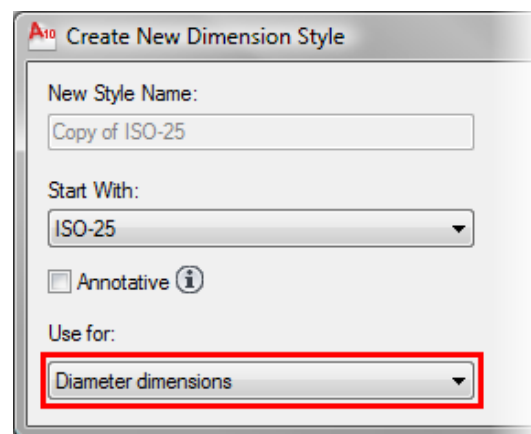 A10 Create New Dimension Style
New Style Name:
Copy of ISO-25
Start With:
ISO-25
Annotative i
Use for:
Diameter dimensions